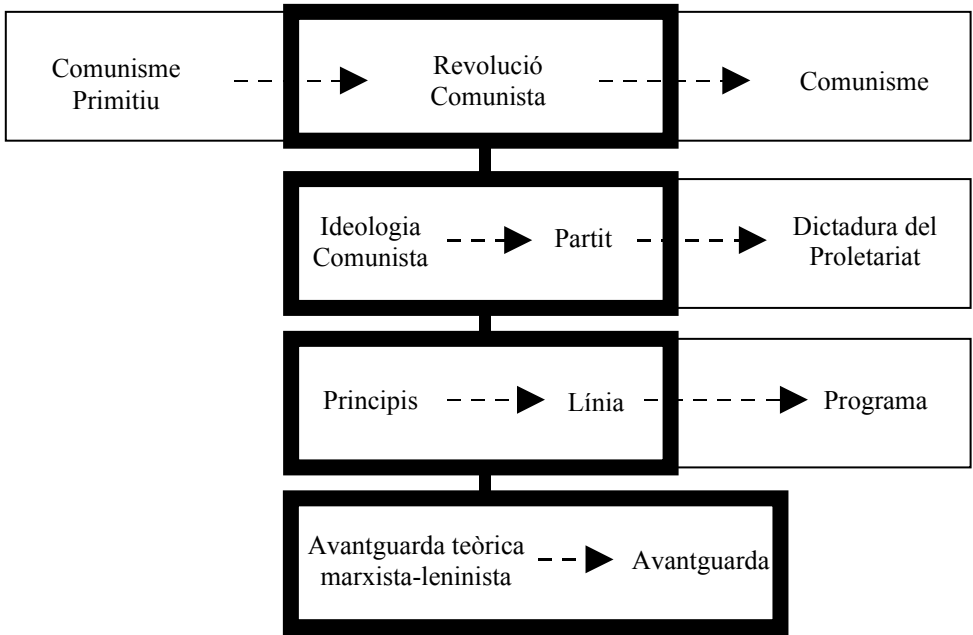 Comunisme
Primitiu
Revolució
Comunista
Comunisme
Ideologia
Comunista
Partit
Dictadura del
Proletariat
Principis
Línia
Programa
Avantguarda teòrica
marxista-leninista
Avantguarda